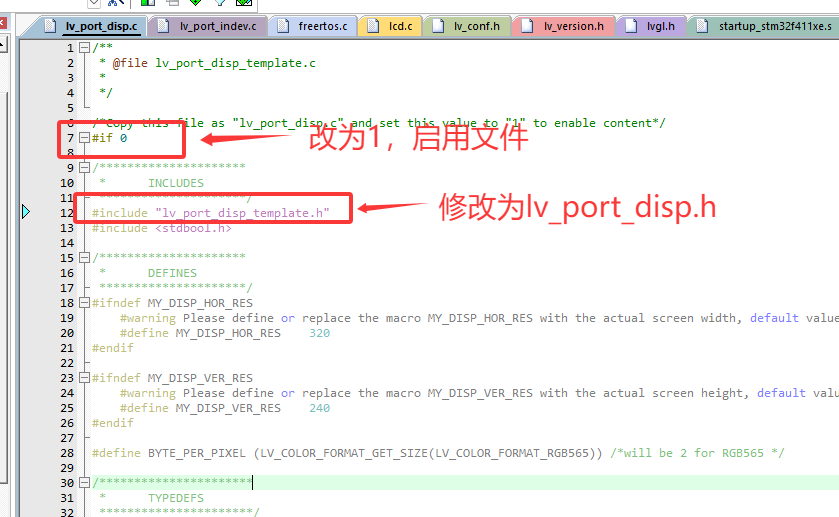 lv_port_disp.c lv_port_indev.c freertos.c lcd.c lv_conf.h lv_version.h lvgl.h startup_stm32f411xe.s
1 /**
2 * @file lv_port_disp_template.c
3 *
4 */
5
6 /*Copy this file as "lv_port_disp.c" and set this value to "1" to enable content*/
7 #if 0
改为1，启用文件
8
9 /*********************
10 * INCLUDES
11 *********************/
12 #include "lv_port_disp_template.h"
修改为lv_port_disp.h
13 #include <stdbool.h>
14
15 /*********************
16 * DEFINES
17 *********************/
18 #ifndef MY_DISP_HOR_RES
19 #warning Please define or replace the macro MY_DISP_HOR_RES with the actual screen width, default value
20 #define MY_DISP_HOR_RES 320
21 #endif
22
23 #ifndef MY_DISP_VER_RES
24 #warning Please define or replace the macro MY_DISP_VER_RES with the actual screen height, default valu
25 #define MY_DISP_VER_RES 240
26 #endif
27
28 #define BYTE_PER_PIXEL (LV_COLOR_FORMAT_GET_SIZE(LV_COLOR_FORMAT_RGB565)) /*will be 2 for RGB565 */
29
30 /**********************
31 * TYPEDEFS
32 **********************/